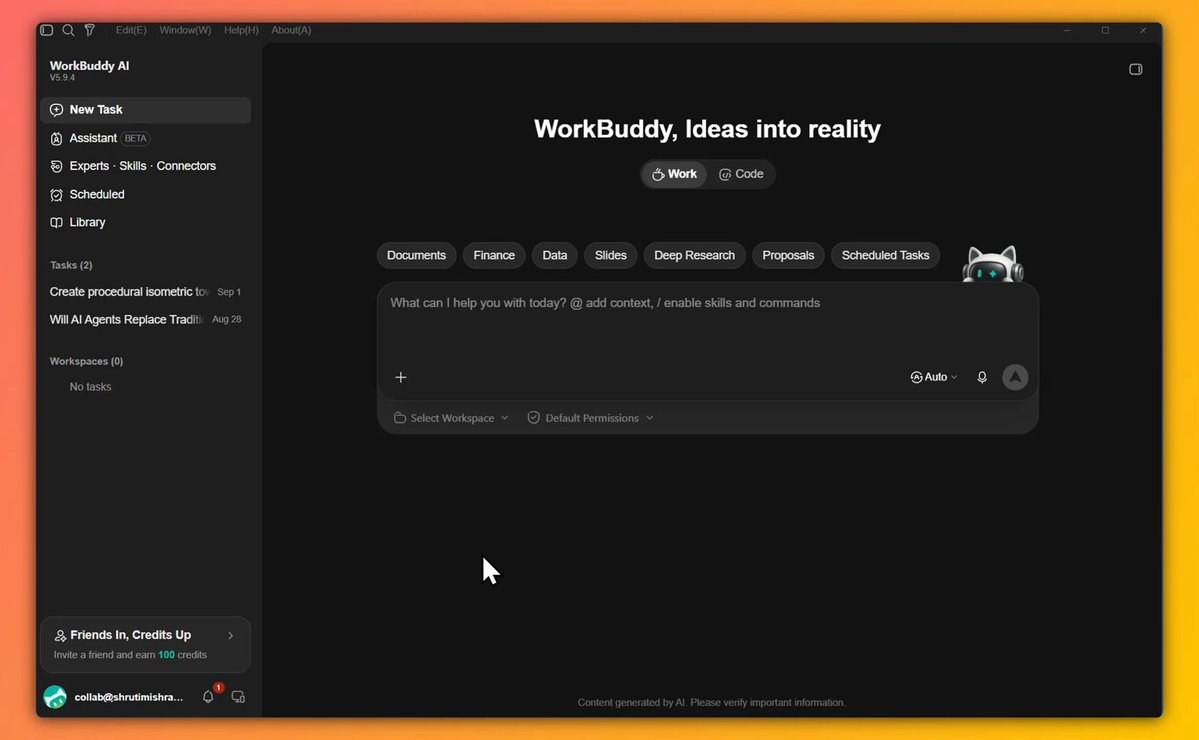 Edit(E) Window(W) Help(H) About(A)
WorkBuddy AI
V5.9.4
New Task
Assistant BETA
Experts · Skills · Connectors
Scheduled
Library
Tasks (2)
Create procedural isometric to Sep 1
Will AI Agents Replace Traditi Aug 28
Workspaces (0)
No tasks
Friends In, Credits Up
Invite a friend and earn 100 credits
collab@shrutimishra...
1
WorkBuddy, Ideas into reality
Work Code
Documents Finance Data Slides Deep Research Proposals Scheduled Tasks
What can I help you with today? @ add context, / enable skills and commands
Auto
Select Workspace Default Permissions
Content generated by AI. Please verify important information.